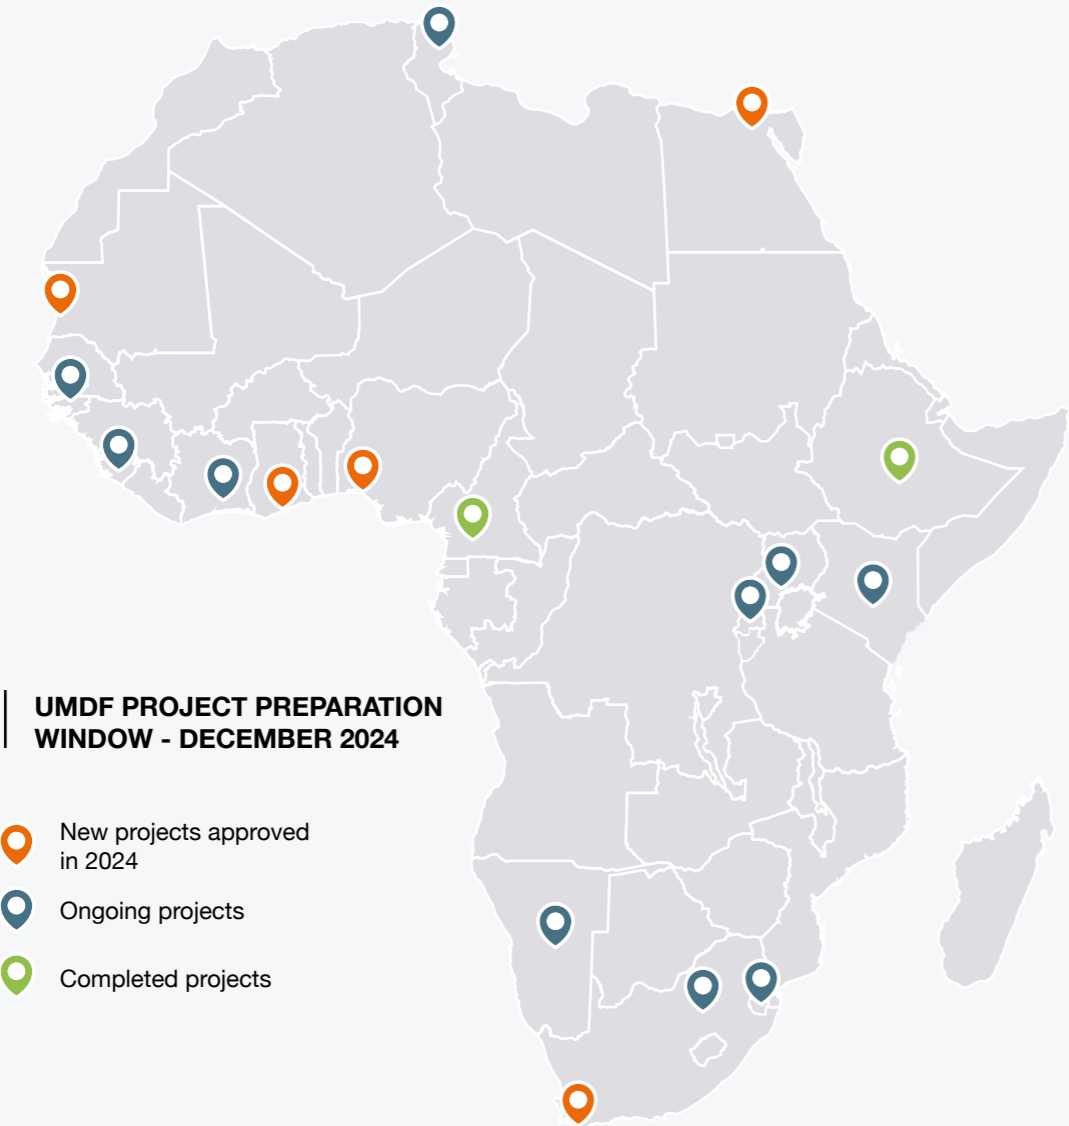 UMDF PROJECT PREPARATION
WINDOW - DECEMBER 2024
New projects approved
in 2024
Ongoing projects
Completed projects